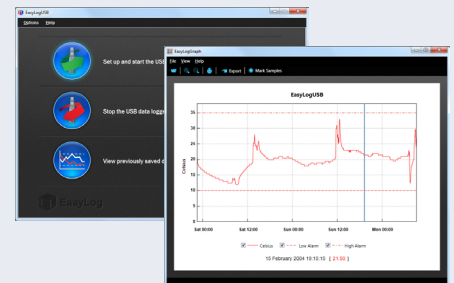 EasyLogUSB
Options Help
Set up and start the USB
Stop the USB data logge
View previously saved d
EasyLog
EasyLogGraph
File View Help
Export
Mark Samples
EasyLogUSB
Celsius
35
30
25
20
15
10
5
0
Sat 00:00 Sat 12:00 Sun 00:00 Sun 12:00 Mon 00:00
Celsius Low Alarm High Alarm
15 February 2004 19:15:15 [ 21.50 ]